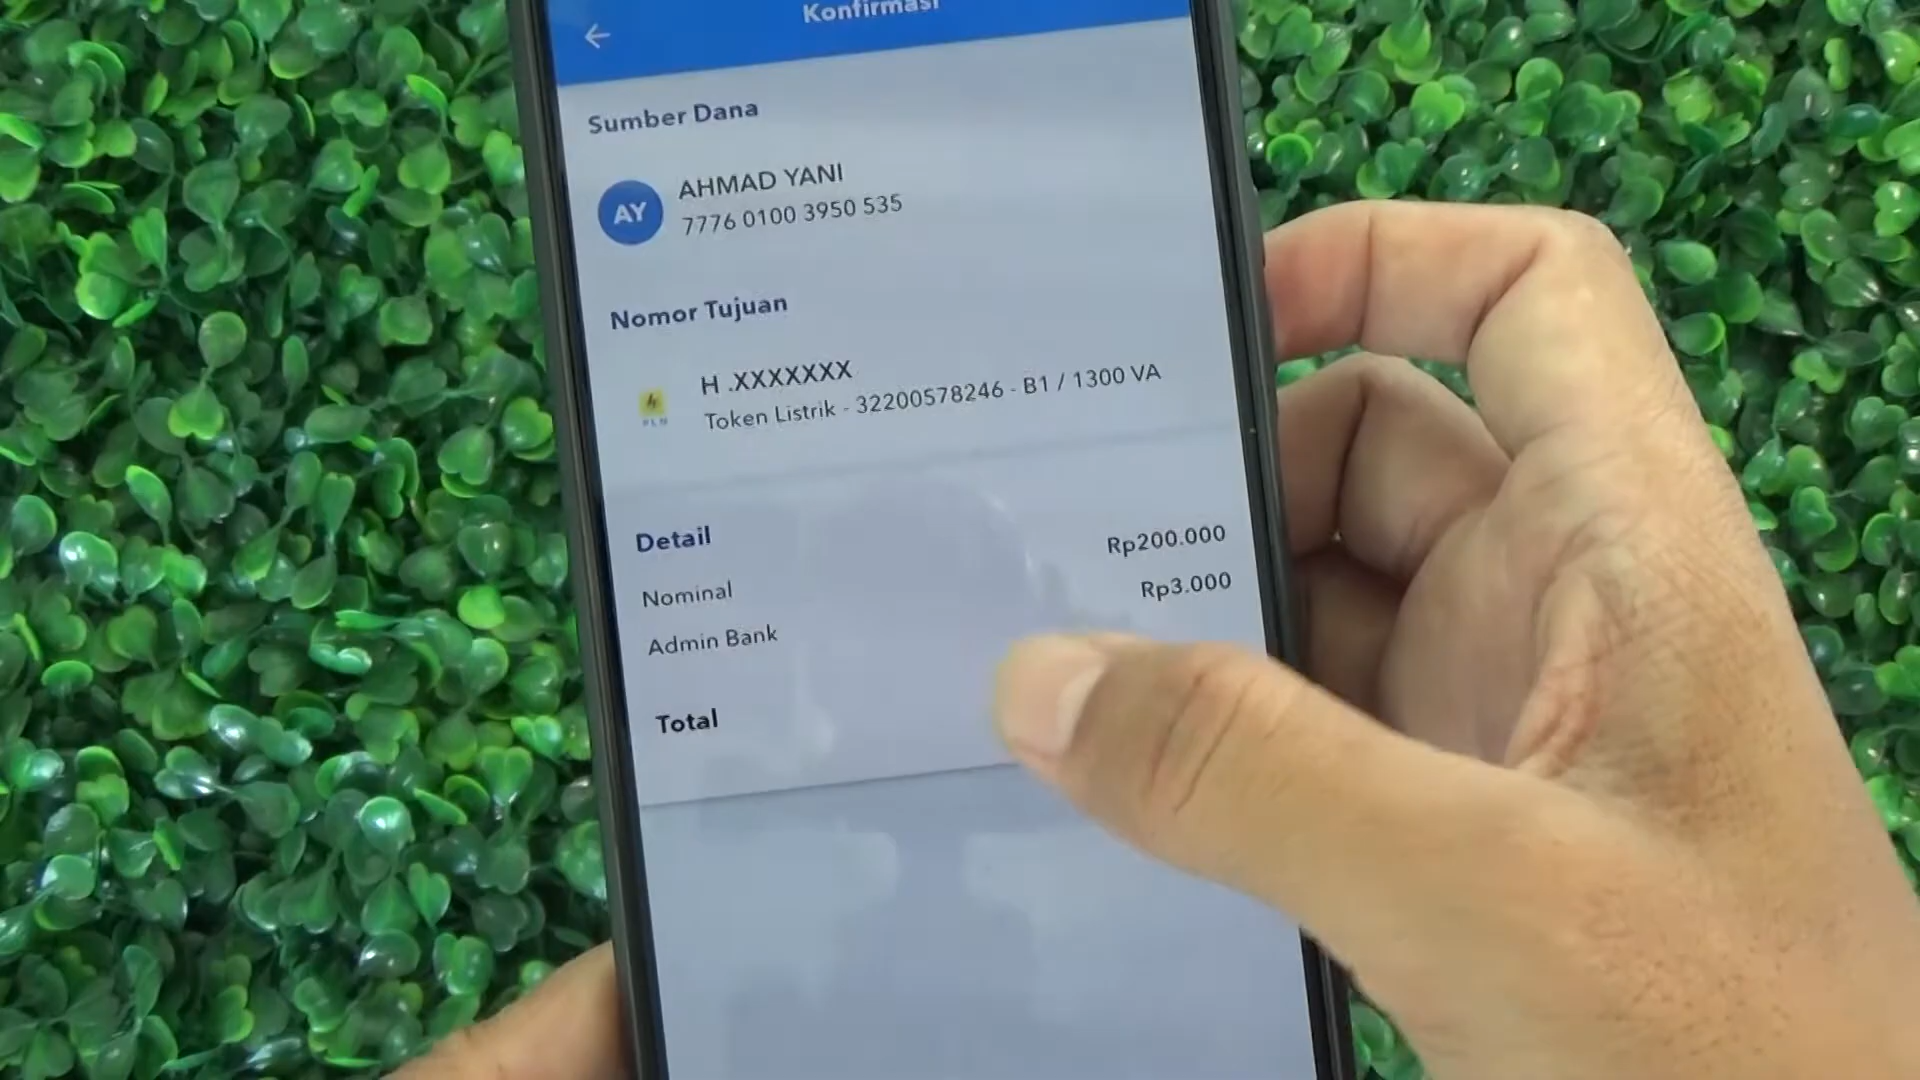 Konfirmasi
Sumber Dana
AY
AHMAD YANI
7776 0100 3950 535
Nomor Tujuan
PLN
H .XXXXXXX
Token Listrik - 32200578246 - B1 / 1300 VA
Detail
Nominal Rp200.000
Admin Bank Rp3.000
Total